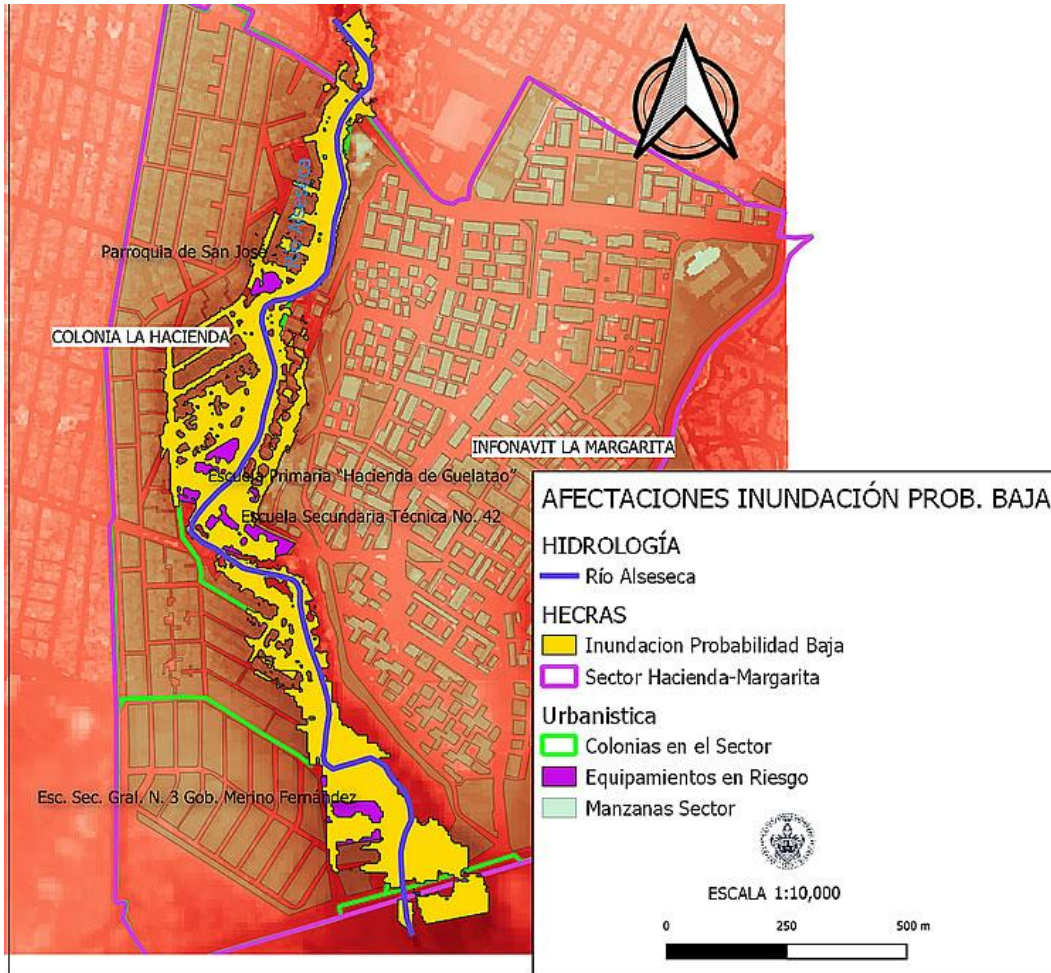 Parroquia de San José
COLONIA LA HACIENDA
INFONAVIT LA MARGARITA
Escuela Primaria "Hacienda de Guelatao"
Escuela Secundaria Técnica No. 42
Esc. Sec. Gral. N. 3 Gob. Merino Fernández
AFECTACIONES INUNDACIÓN PROB. BAJA
HIDROLOGÍA
Río Alseseca
HECRAS
Inundacion Probabilidad Baja
Sector Hacienda-Margarita
Urbanistica
Colonias en el Sector
Equipamientos en Riesgo
Manzanas Sector
ESCALA 1:10,000
0 250 500 m